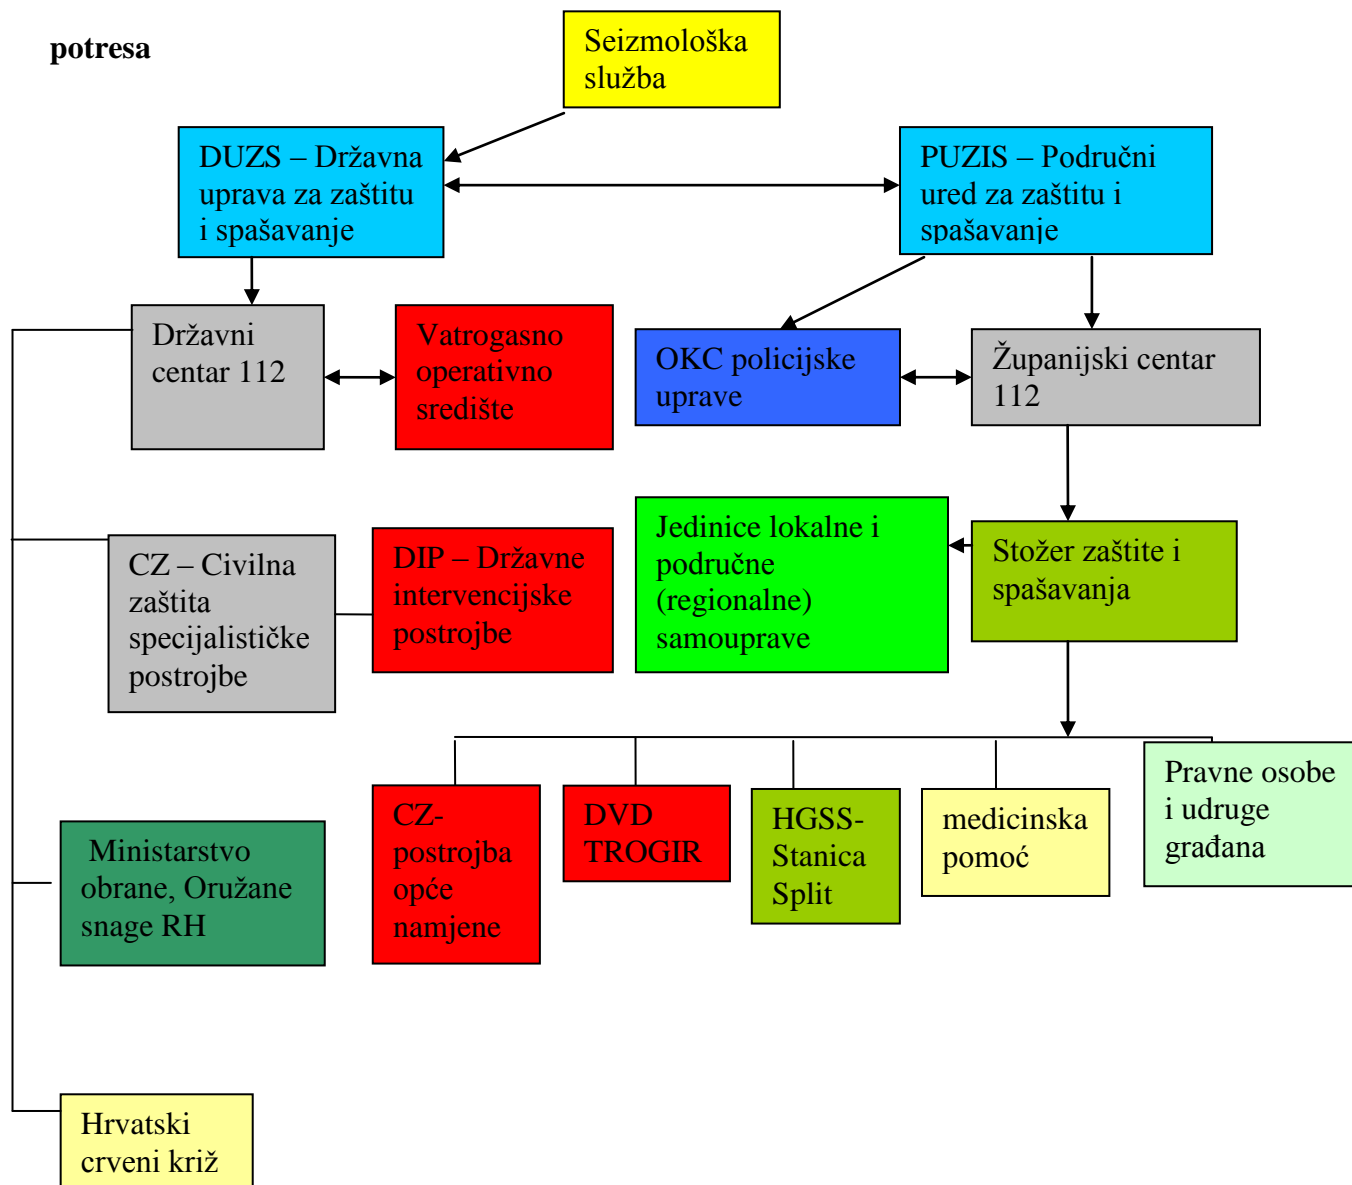 potresa
Seizmološka
služba
DUZS – Državna
uprava za zaštitu
i spašavanje
PUZIS – Područni
ured za zaštitu i
spašavanje
Državni
centar 112
Vatrogasno
operativno
središte
OKC policijske
uprave
Županijski centar
112
CZ – Civilna
zaštita
specijalističke
postrojbe
DIP – Državne
intervencijske
postrojbe
Jedinice lokalne i
područne
(regionalne)
samouprave
Stožer zaštite i
spašavanja
Ministarstvo
obrane, Oružane
snage RH
CZ-
postrojba
opće
namjene
DVD
TROGIR
HGSS-
Stanica
Split
medicinska
pomoć
Pravne osobe
i udruge
građana
Hrvatski
crveni križ